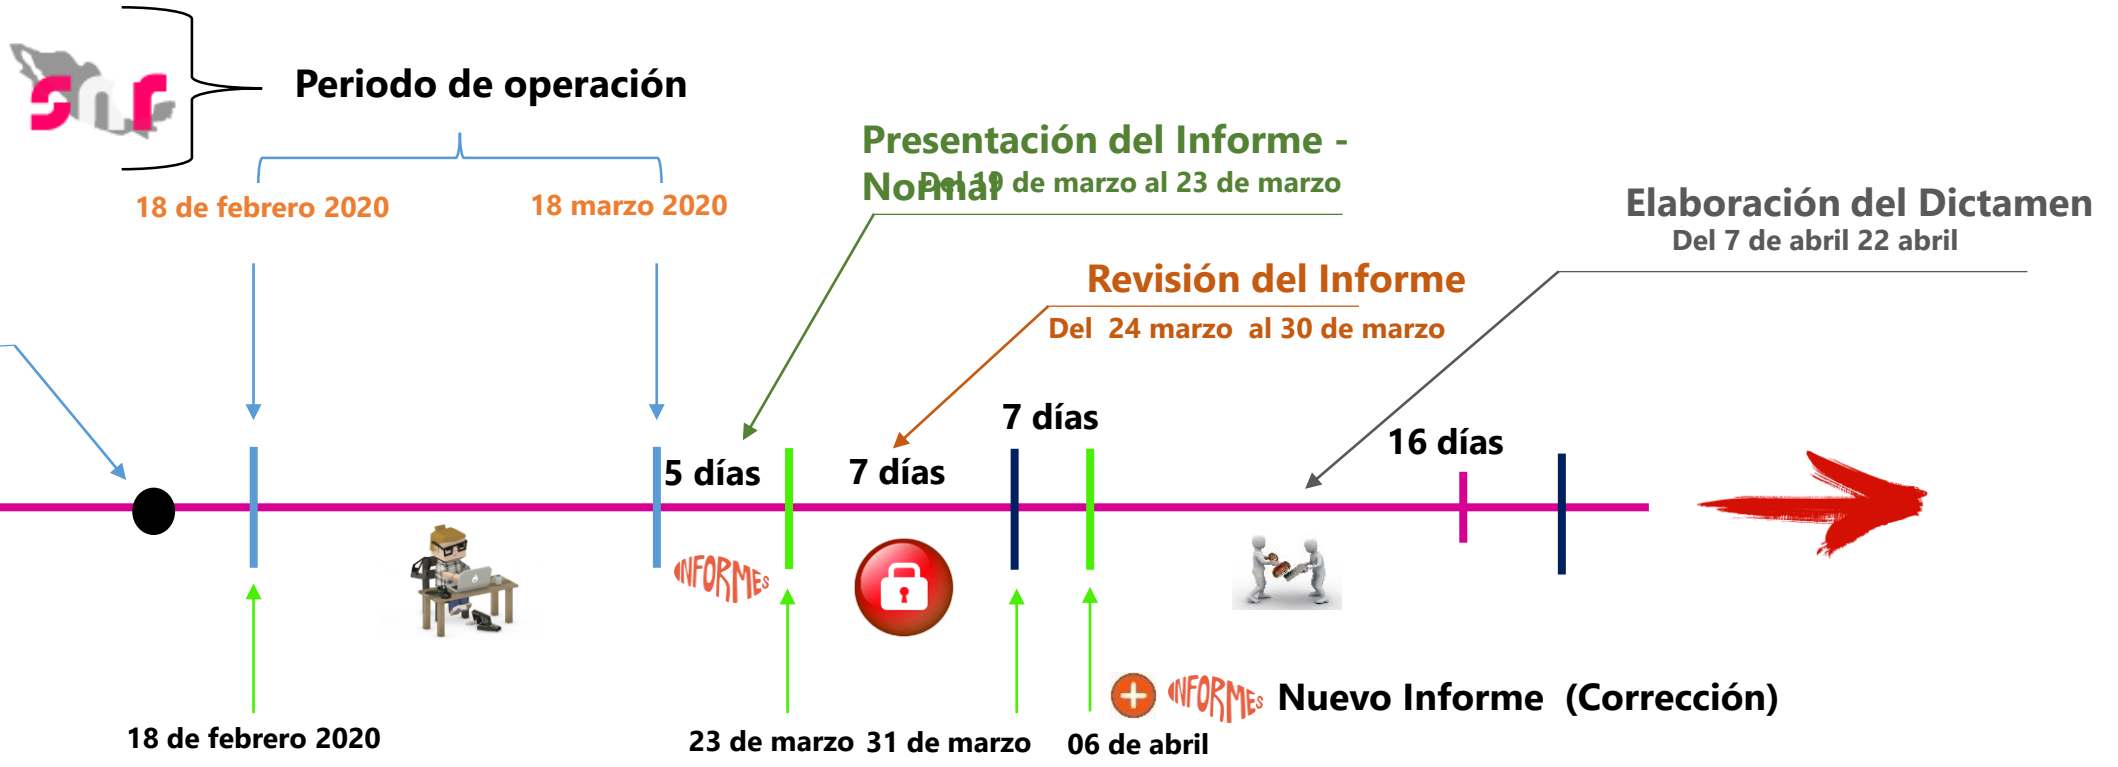 snr
Periodo de operación
18 de febrero 2020
18 marzo 2020
Presentación del Informe -
Normal
Del 19 de marzo al 23 de marzo
Elaboración del Dictamen
Del 7 de abril 22 abril
Revisión del Informe
Del 24 marzo al 30 de marzo
5 días
7 días
7 días
16 días
INFORMES
INFORMES
Nuevo Informe (Corrección)
18 de febrero 2020
23 de marzo
31 de marzo
06 de abril